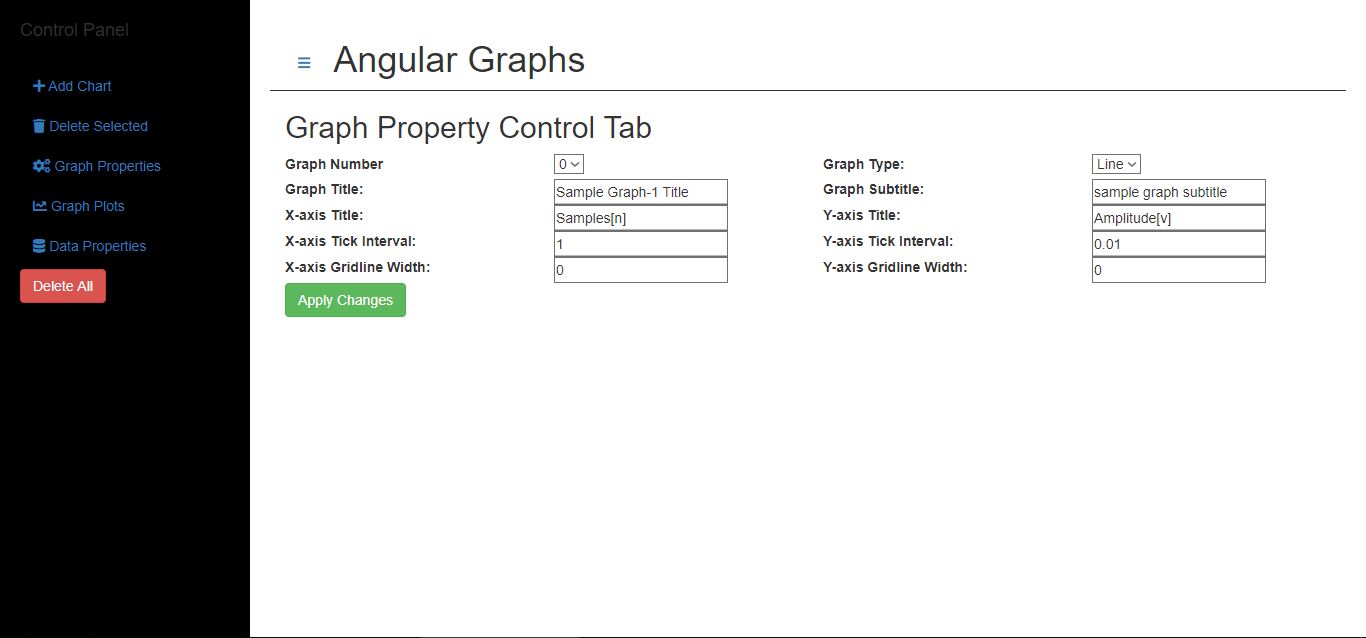 Control Panel
Add Chart
Delete Selected
Graph Properties
Graph Plots
Data Properties
Delete All
Angular Graphs
Graph Property Control Tab
Graph Number 0 Graph Type: Line
Graph Title: Sample Graph-1 Title Graph Subtitle: sample graph subtitle
X-axis Title: Samples[n] Y-axis Title: Amplitude[v]
X-axis Tick Interval: 1 Y-axis Tick Interval: 0.01
X-axis Gridline Width: 0 Y-axis Gridline Width: 0
Apply Changes